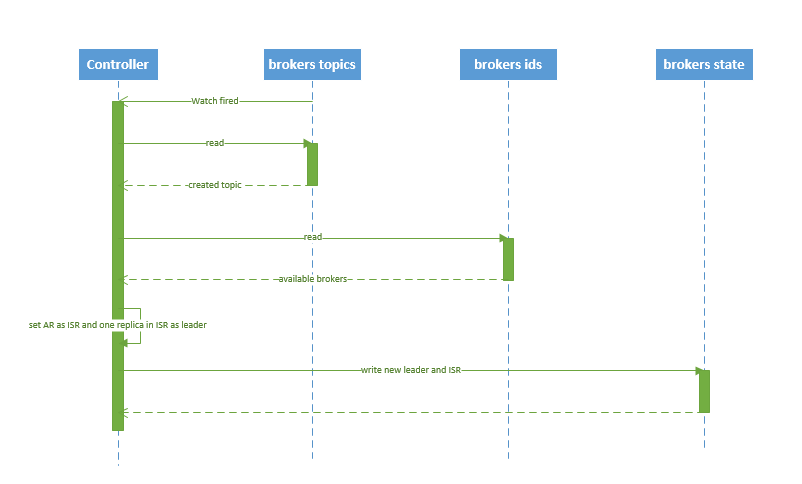 Controller
brokers topics
brokers ids
brokers state
Watch fired
read
created topic
read
available brokers
set AR as ISR and one replica in ISR as leader
write new leader and ISR